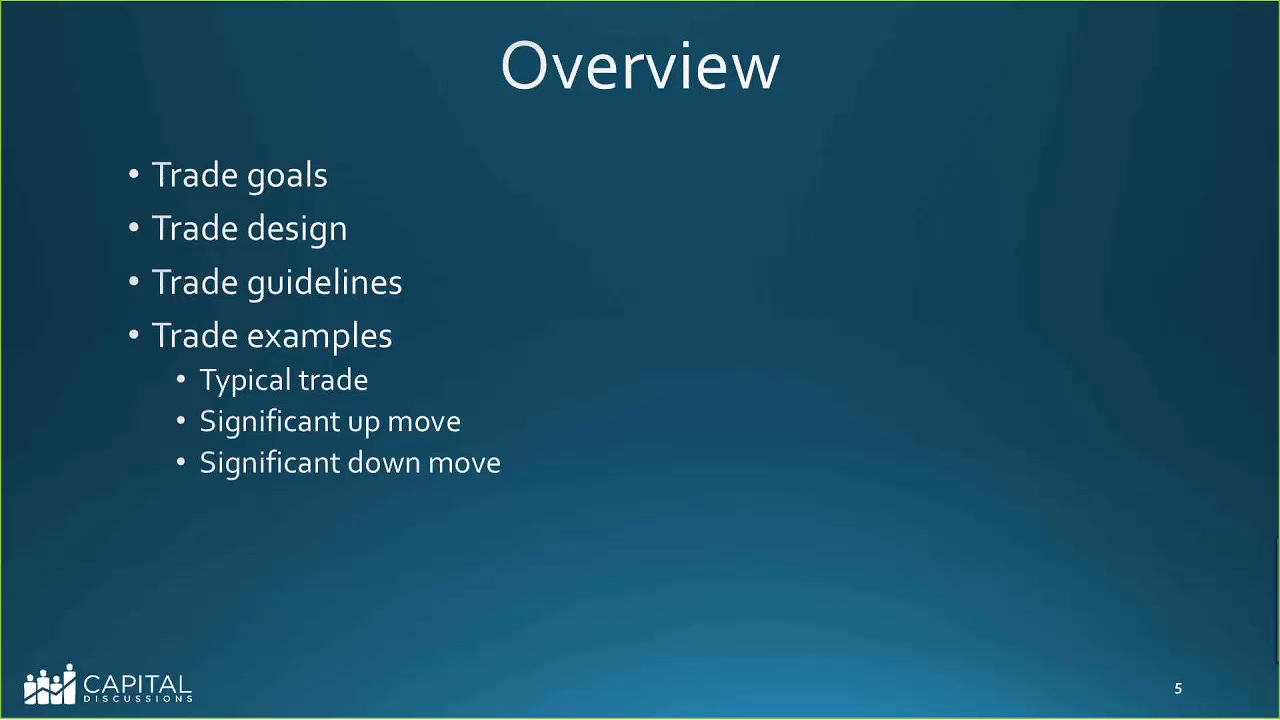 Overview
• Trade goals
• Trade design
• Trade guidelines
• Trade examples
• Typical trade
• Significant up move
• Significant down move
CAPITAL
DISCUSSIONS
5